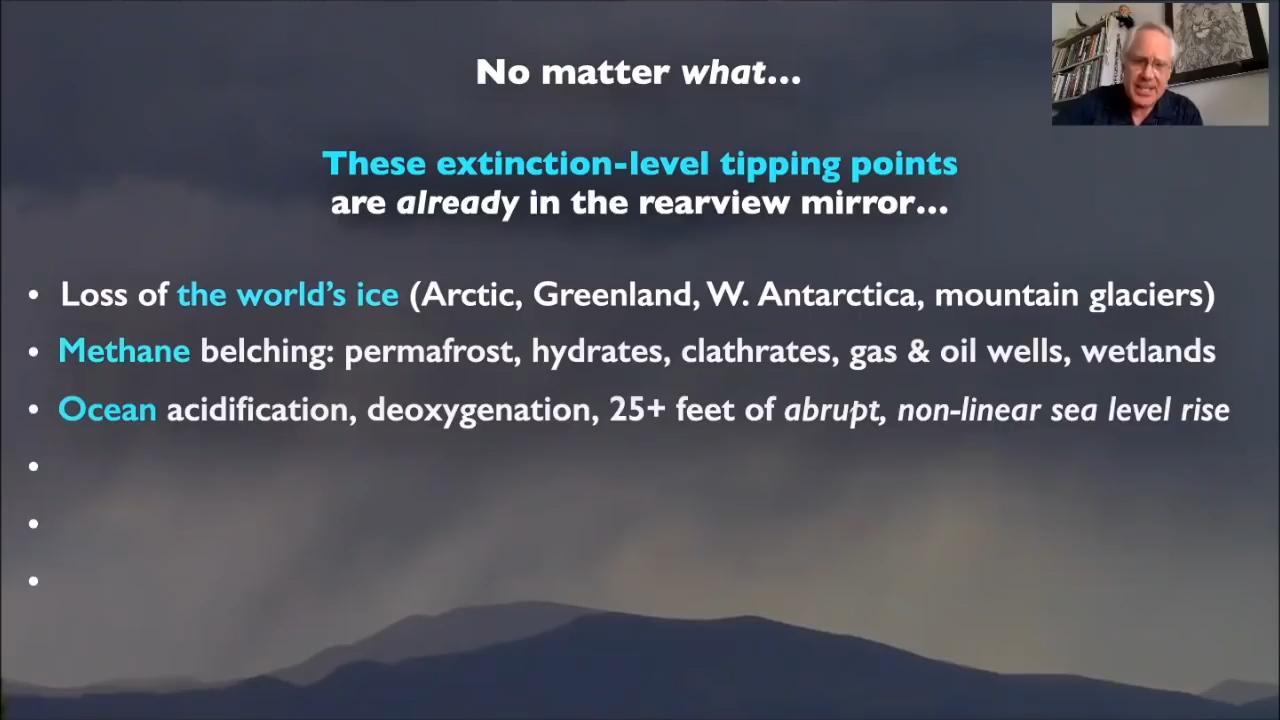 No matter what...
These extinction-level tipping points
are already in the rearview mirror...
• Loss of the world's ice (Arctic, Greenland, W. Antarctica, mountain glaciers)
• Methane belching: permafrost, hydrates, clathrates, gas & oil wells, wetlands
• Ocean acidification, deoxygenation, 25+ feet of abrupt, non-linear sea level rise
•
•
•